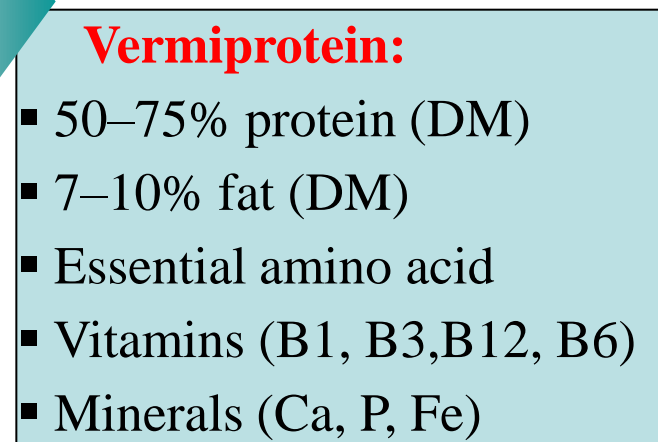 Vermiprotein:
▪ 50–75% protein (DM)
▪ 7–10% fat (DM)
▪ Essential amino acid
▪ Vitamins (B1, B3,B12, B6)
▪ Minerals (Ca, P, Fe)